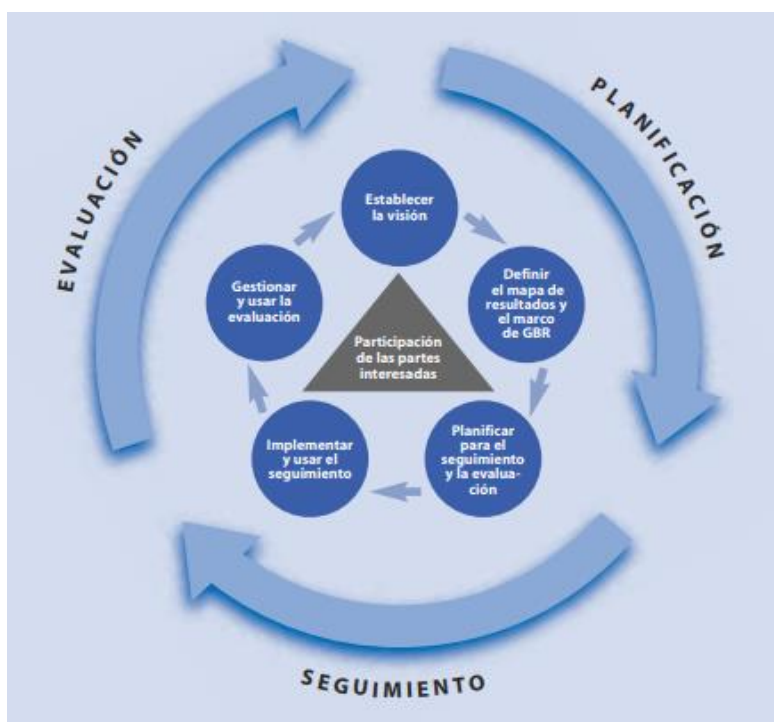 EVALUACIÓN
PLANIFICACIÓN
Establecer
la visión
Definir
el mapa de
resultados y
el marco
de GBR
Planificar
para el
seguimiento
y la evalua-
ción
Implementar
y usar el
seguimiento
Gestionar
y usar la
evaluación
Participación
de las partes
interesadas
SEGUIMIENTO